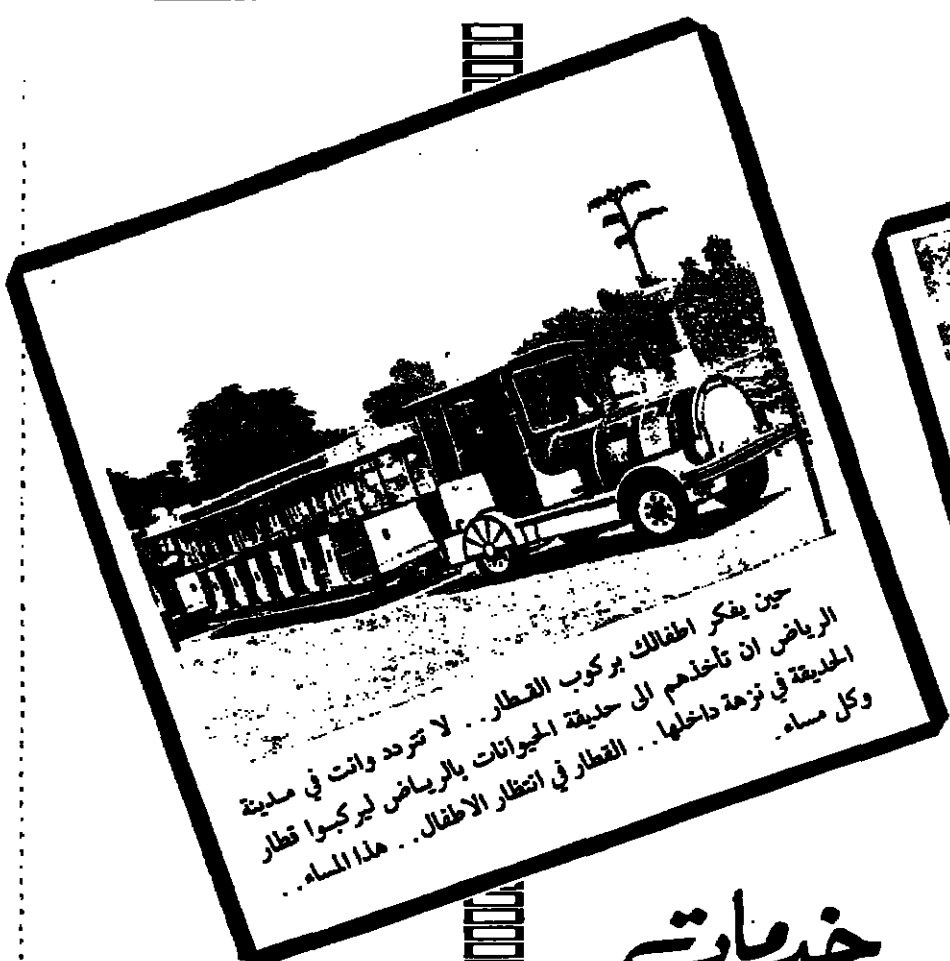 حين يفكر اطفالك بركوب القطار . . لا تتردد وانت في مدينة
الرياض ان تأخذهم الى حديقة الحيوانات بالرياض ليركبوا قطار
الحديقة في نزهة داخلها . . القطار في انتظار الاطفال . . هذا المساء . .
وكل مساء .